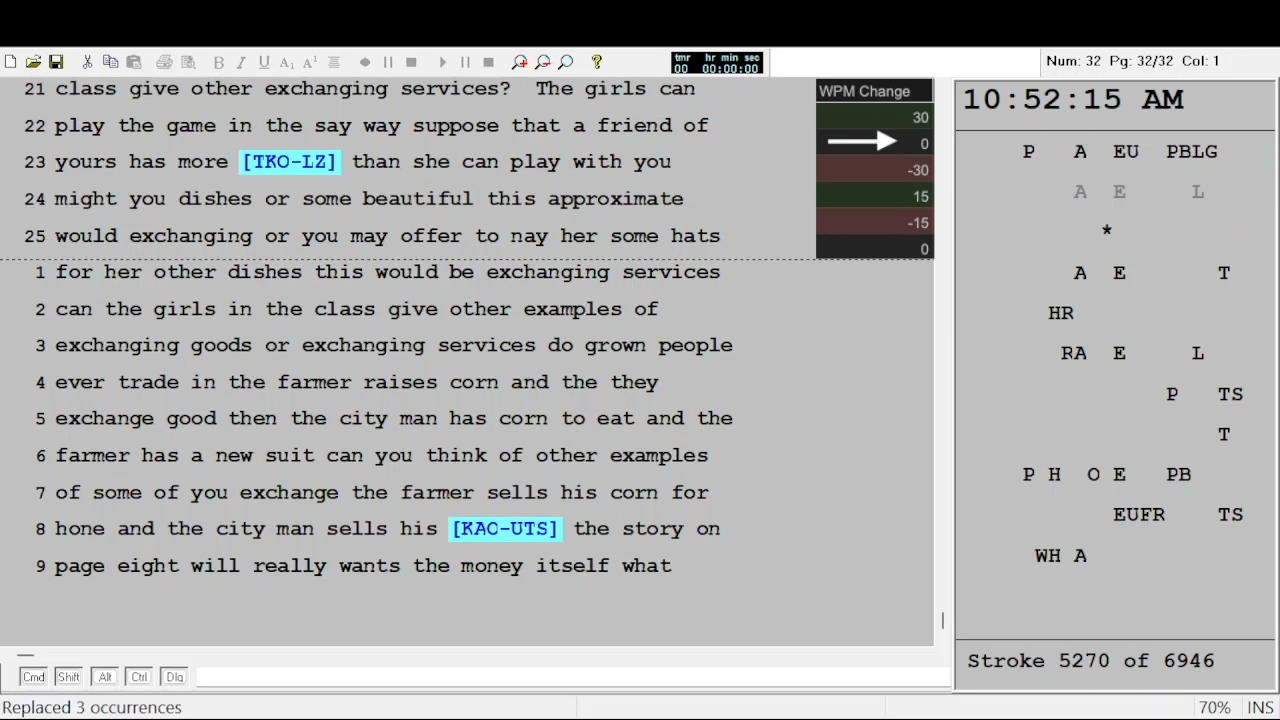 B I U A₁ A¹ ?
tmr hr min sec
00 00:00:00
Num: 32 Pg: 32/32 Col: 1
21 class give other exchanging services?  The girls can
22 play the game in the say way suppose that a friend of
23 yours has more [TKO-LZ] than she can play with you
24 might you dishes or some beautiful this approximate
25 would exchanging or you may offer to nay her some hats
1 for her other dishes this would be exchanging services
2 can the girls in the class give other examples of
3 exchanging goods or exchanging services do grown people
4 ever trade in the farmer raises corn and the they
5 exchange good then the city man has corn to eat and the
6 farmer has a new suit can you think of other examples
7 of some of you exchange the farmer sells his corn for
8 hone and the city man sells his [KAO-UTS] the story on
9 page eight will really wants the money itself what
WPM Change
30
0
-30
15
-15
0
10:52:15 AM
P A EU PBLG
A E L
*
A E T
HR
RA E L
P TS
T
P H O E PB
EUFR TS
WH A
Stroke 5270 of 6946
Cmd Shift Alt Ctrl Dlg
Replaced 3 occurrences
70% INS